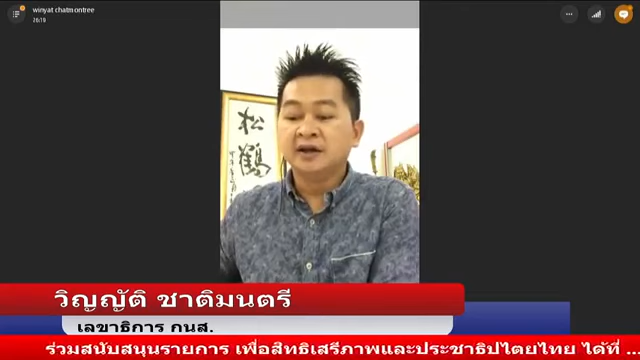 winyat chatmontree
วิญญัติ ชาติมนตรี
松
鶴
เลขาธิการ กนส.
ร่วมสนับสนุนรายการ เพื่อสิทธิเสรีภาพและประชาธิปไตยไทย ได้ที่ ...